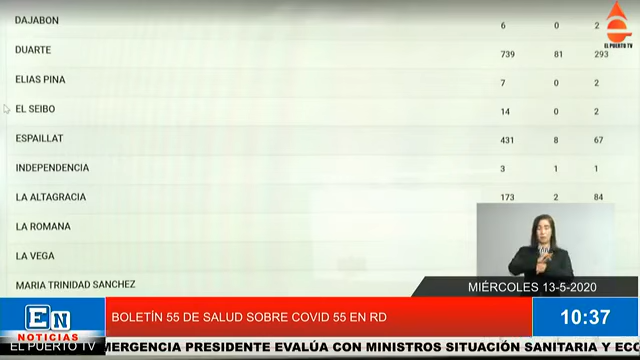 DAJABON 6 0 2
EL PUERTO TV
DUARTE 739 81 293
ELIAS PINA 7 0 2
EL SEIBO 14 0 2
ESPAILLAT 431 8 67
INDEPENDENCIA 3 1 1
LA ALTAGRACIA 173 2 84
LA ROMANA
LA VEGA
MARIA TRINIDAD SANCHEZ
MIÉRCOLES 13-5-2020
EN NOTICIAS
BOLETÍN 55 DE SALUD SOBRE COVID 55 EN RD
10:37
EL PUERTO TV MERGENCIA PRESIDENTE EVALÚA CON MINISTROS SITUACIÓN SANITARIA Y ECO